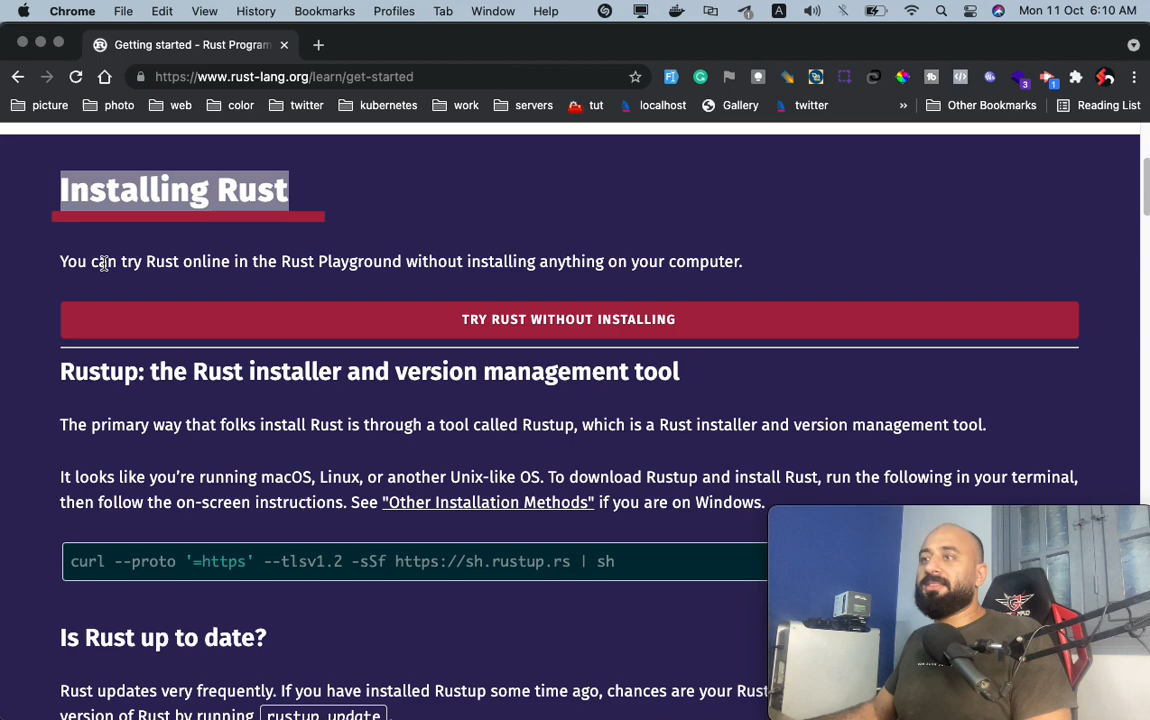 Chrome File Edit View History Bookmarks Profiles Tab Window Help A Mon 11 Oct 6:10 AM
Getting started - Rust Program
https://www.rust-lang.org/learn/get-started
picture photo web color twitter kubernetes work servers tut localhost Gallery twitter » Other Bookmarks Reading List
Installing Rust
You can try Rust online in the Rust Playground without installing anything on your computer.
TRY RUST WITHOUT INSTALLING
Rustup: the Rust installer and version management tool
The primary way that folks install Rust is through a tool called Rustup, which is a Rust installer and version management tool.
It looks like you’re running macOS, Linux, or another Unix-like OS. To download Rustup and install Rust, run the following in your terminal,
then follow the on-screen instructions. See "Other Installation Methods" if you are on Windows.
curl --proto '=https' --tlsv1.2 -sSf https://sh.rustup.rs | sh
Is Rust up to date?
Rust updates very frequently. If you have installed Rustup some time ago, chances are your Rust
version of Rust by running rustup update.